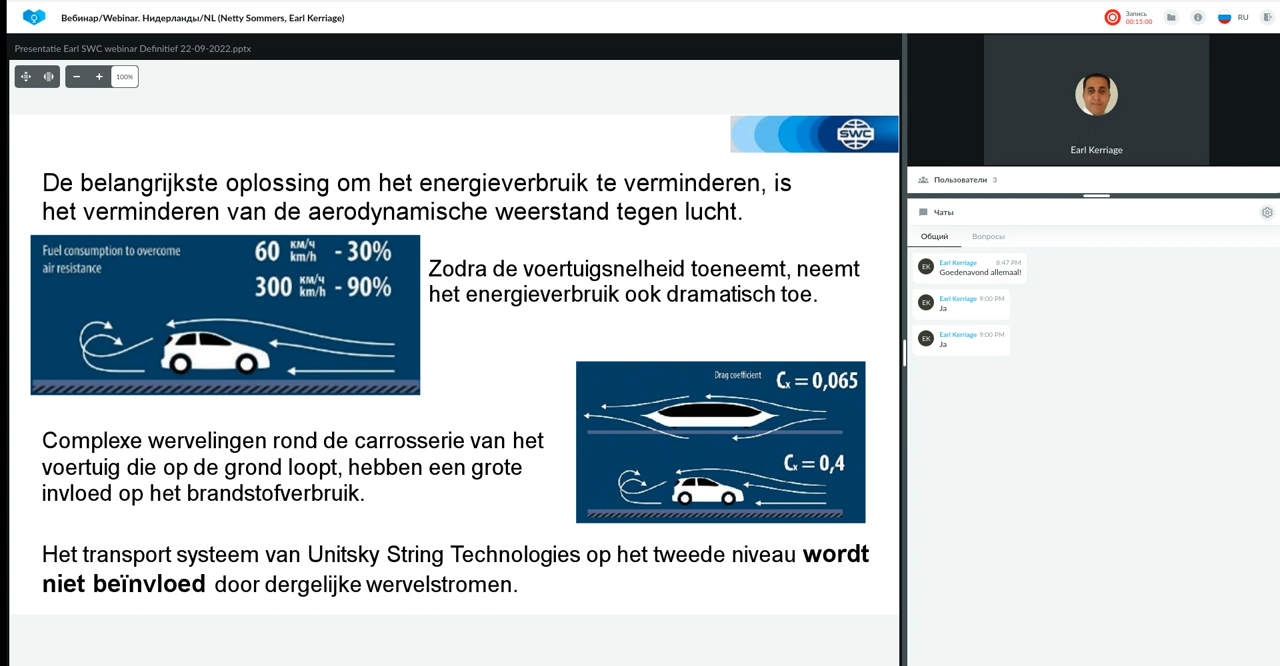 Вебинар/Webinar. Нидерланды/NL (Netty Sommers, Earl Kerriage)
Запись
00:15:00
RU
Presentatie Earl SWC webinar Definitief 22-09-2022.pptx
100%
SWC
De belangrijkste oplossing om het energieverbruik te verminderen, is
het verminderen van de aerodynamische weerstand tegen lucht.
Fuel consumption to overcome
air resistance
60 км/ч km/h - 30%
300 км/ч km/h - 90%
Zodra de voertuigsnelheid toeneemt, neemt
het energieverbruik ook dramatisch toe.
Drag coefficient Cx = 0,065
Cx = 0,4
Complexe wervelingen rond de carrosserie van het
voertuig die op de grond loopt, hebben een grote
invloed op het brandstofverbruik.
Het transport systeem van Unitsky String Technologies op het tweede niveau wordt
niet beïnvloed door dergelijke wervelstromen.
Earl Kerriage
Пользователи 3
Чаты
Общий Вопросы
EK
Earl Kerriage 8:47 PM
Goedenavond allemaal!
EK
Earl Kerriage 9:00 PM
Ja
EK
Earl Kerriage 9:00 PM
Ja